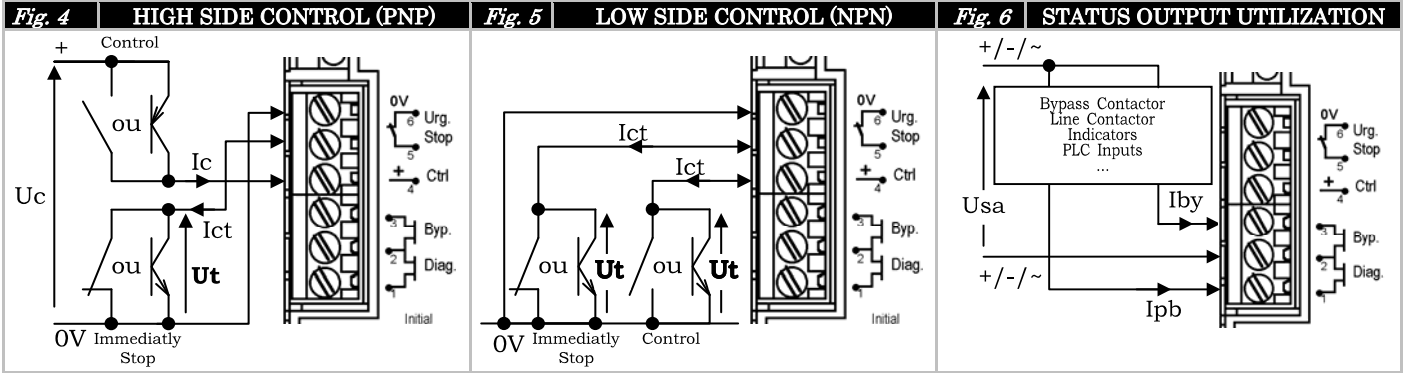 Fig. 4 HIGH SIDE CONTROL (PNP)
+ Control
ou
Ic
Uc
Ict
ou
Ut
0V Immediatly
Stop
0V
6 Urg.
Stop
5
+ Ctrl
4
3 Byp.
2
Diag.
1
Initial
Fig. 5 LOW SIDE CONTROL (NPN)
Ict
Ict
ou Ut ou Ut
0V Immediatly Control
Stop
0V
6 Urg.
Stop
5
+ Ctrl
4
3 Byp.
2
Diag.
1
Initial
Fig. 6 STATUS OUTPUT UTILIZATION
+/-/~
Bypass Contactor
Line Contactor
Indicators
PLC Inputs
...
Usa
Iby
+/-/~
Ipb
0V
6 Urg.
Stop
5
+ Ctrl
4
3 Byp.
2
Diag.
1